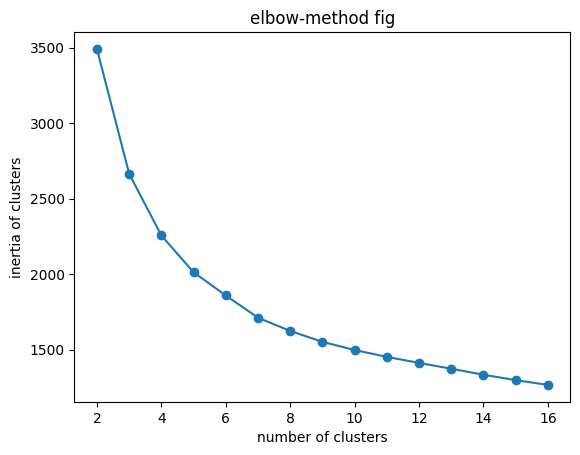 elbow-method fig
3500
3000
2500
2000
1500
inertia of clusters
2 4 6 8 10 12 14 16
number of clusters